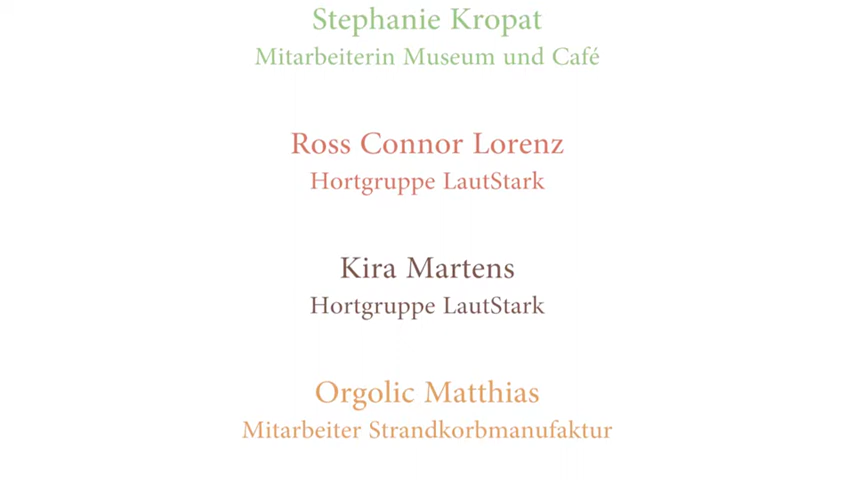 Stephanie Kropat
Mitarbeiterin Museum und Café
Ross Connor Lorenz
Hortgruppe LautStark
Kira Martens
Hortgruppe LautStark
Orgolic Matthias
Mitarbeiter Strandkorbmanufaktur